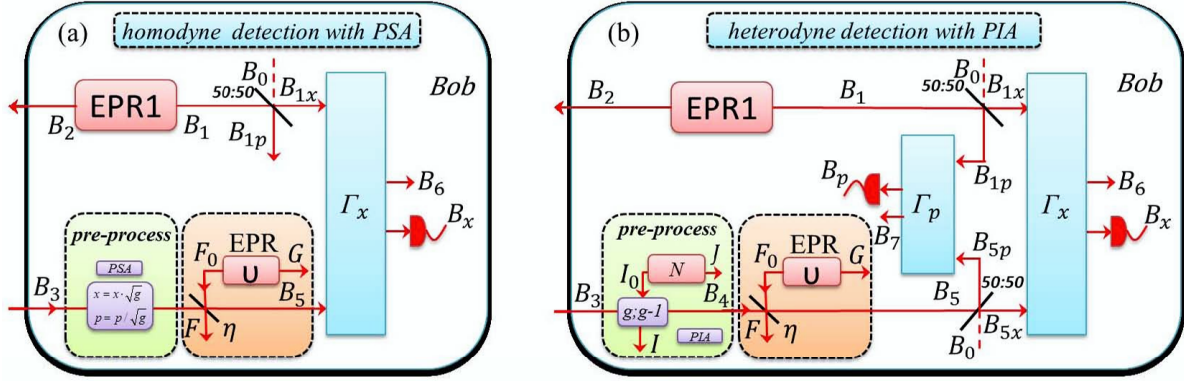 (a)
homodyne detection with PSA
Bob
B₂
EPR1
B₁
50:50
B₀
B₁ₓ
B₁ₚ
Γₓ
B₆
Bₓ
pre-process
PSA
x = x·√g
p = p/√g
B₃
EPR
F₀
υ
G
B₅
F
η
(b)
heterodyne detection with PIA
Bob
B₂
EPR1
B₁
50:50
B₀
B₁ₓ
B₁ₚ
Bₚ
Γₚ
B₇
Γₓ
B₆
Bₓ
pre-process
N
J
I₀
B₃
g;g-1
B₄
I
PIA
EPR
F₀
υ
G
F
η
B₅
B₅ₚ
50:50
B₅ₓ
B₀